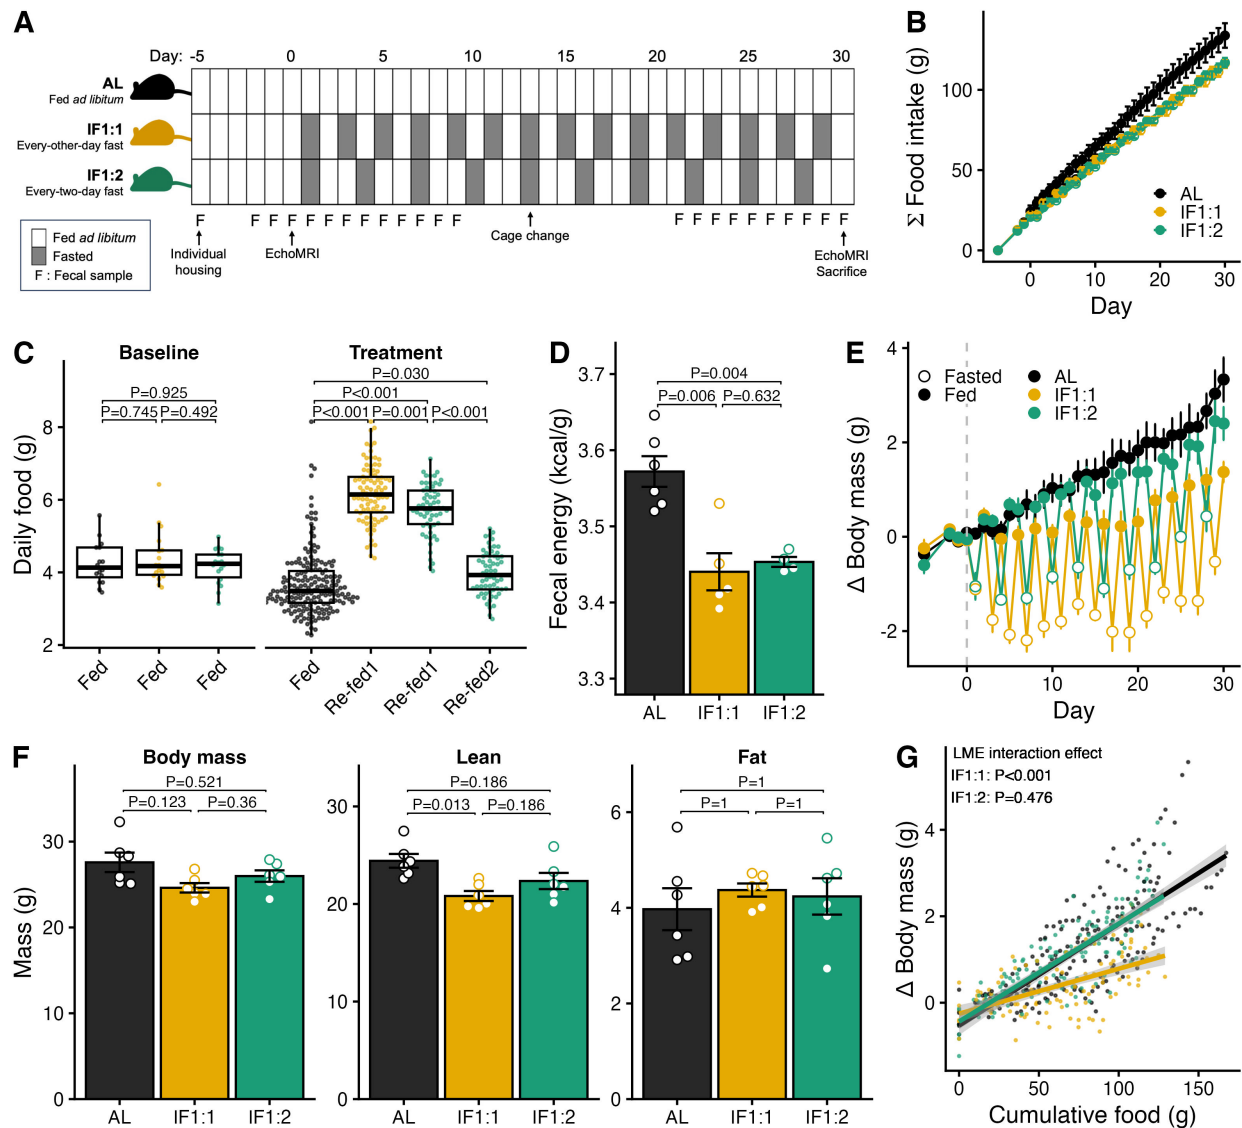 A
Day: -5 0 5 10 15 20 25 30
AL
Fed ad libitum
IF1:1
Every-other-day fast
IF1:2
Every-two-day fast
F F F F F F F F F F F F F F F F F F F F F F F
Fed ad libitum
Fasted
F : Fecal sample
Individual
housing
EchoMRI
Cage change
EchoMRI
Sacrifice
B
Σ Food intake (g)
100
50
0
AL
IF1:1
IF1:2
0 10 20 30
Day
C
Baseline
Treatment
P=0.925
P=0.745 P=0.492
P=0.030
P<0.001
P<0.001 P=0.001 P<0.001
Daily food (g)
8
6
4
2
Fed
Fed
Fed
Fed
Re-fed1
Re-fed1
Re-fed2
D
P=0.004
P=0.006 P=0.632
Fecal energy (kcal/g)
3.7
3.6
3.5
3.4
3.3
AL IF1:1 IF1:2
E
Fasted
Fed
AL
IF1:1
IF1:2
Δ Body mass (g)
4
2
0
-2
0 10 20 30
Day
F
Body mass
P=0.521
P=0.123 P=0.36
Mass (g)
30
20
10
0
AL IF1:1 IF1:2
Lean
P=0.186
P=0.013 P=0.186
30
20
10
0
AL IF1:1 IF1:2
Fat
P=1
P=1 P=1
6
4
2
0
AL IF1:1 IF1:2
G
LME interaction effect
IF1:1: P<0.001
IF1:2: P=0.476
Δ Body mass (g)
4
2
0
0 50 100 150
Cumulative food (g)